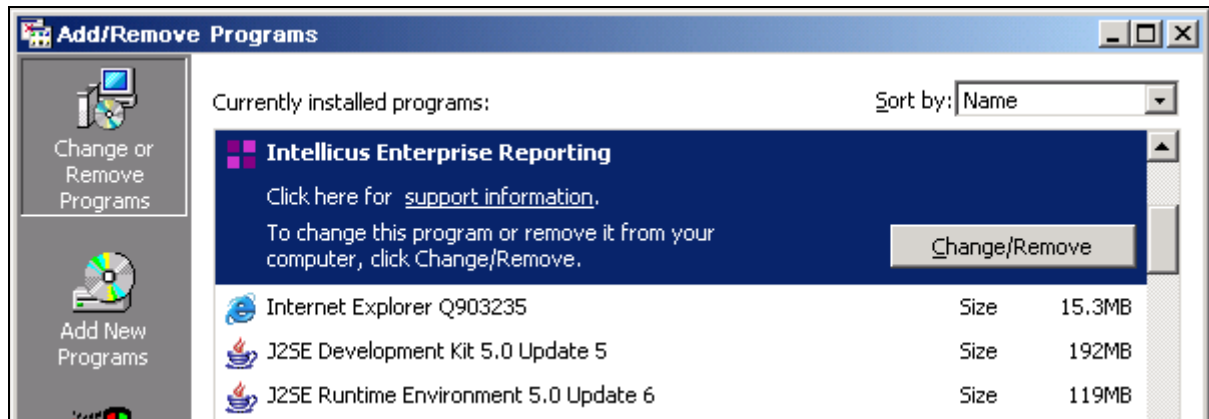 Add/Remove Programs
Change or
Remove
Programs
Add New
Programs
Currently installed programs:
Sort by: Name
Intellicus Enterprise Reporting
Click here for support information.
To change this program or remove it from your
computer, click Change/Remove.
Change/Remove
Internet Explorer Q903235 Size 15.3MB
J2SE Development Kit 5.0 Update 5 Size 192MB
J2SE Runtime Environment 5.0 Update 6 Size 119MB